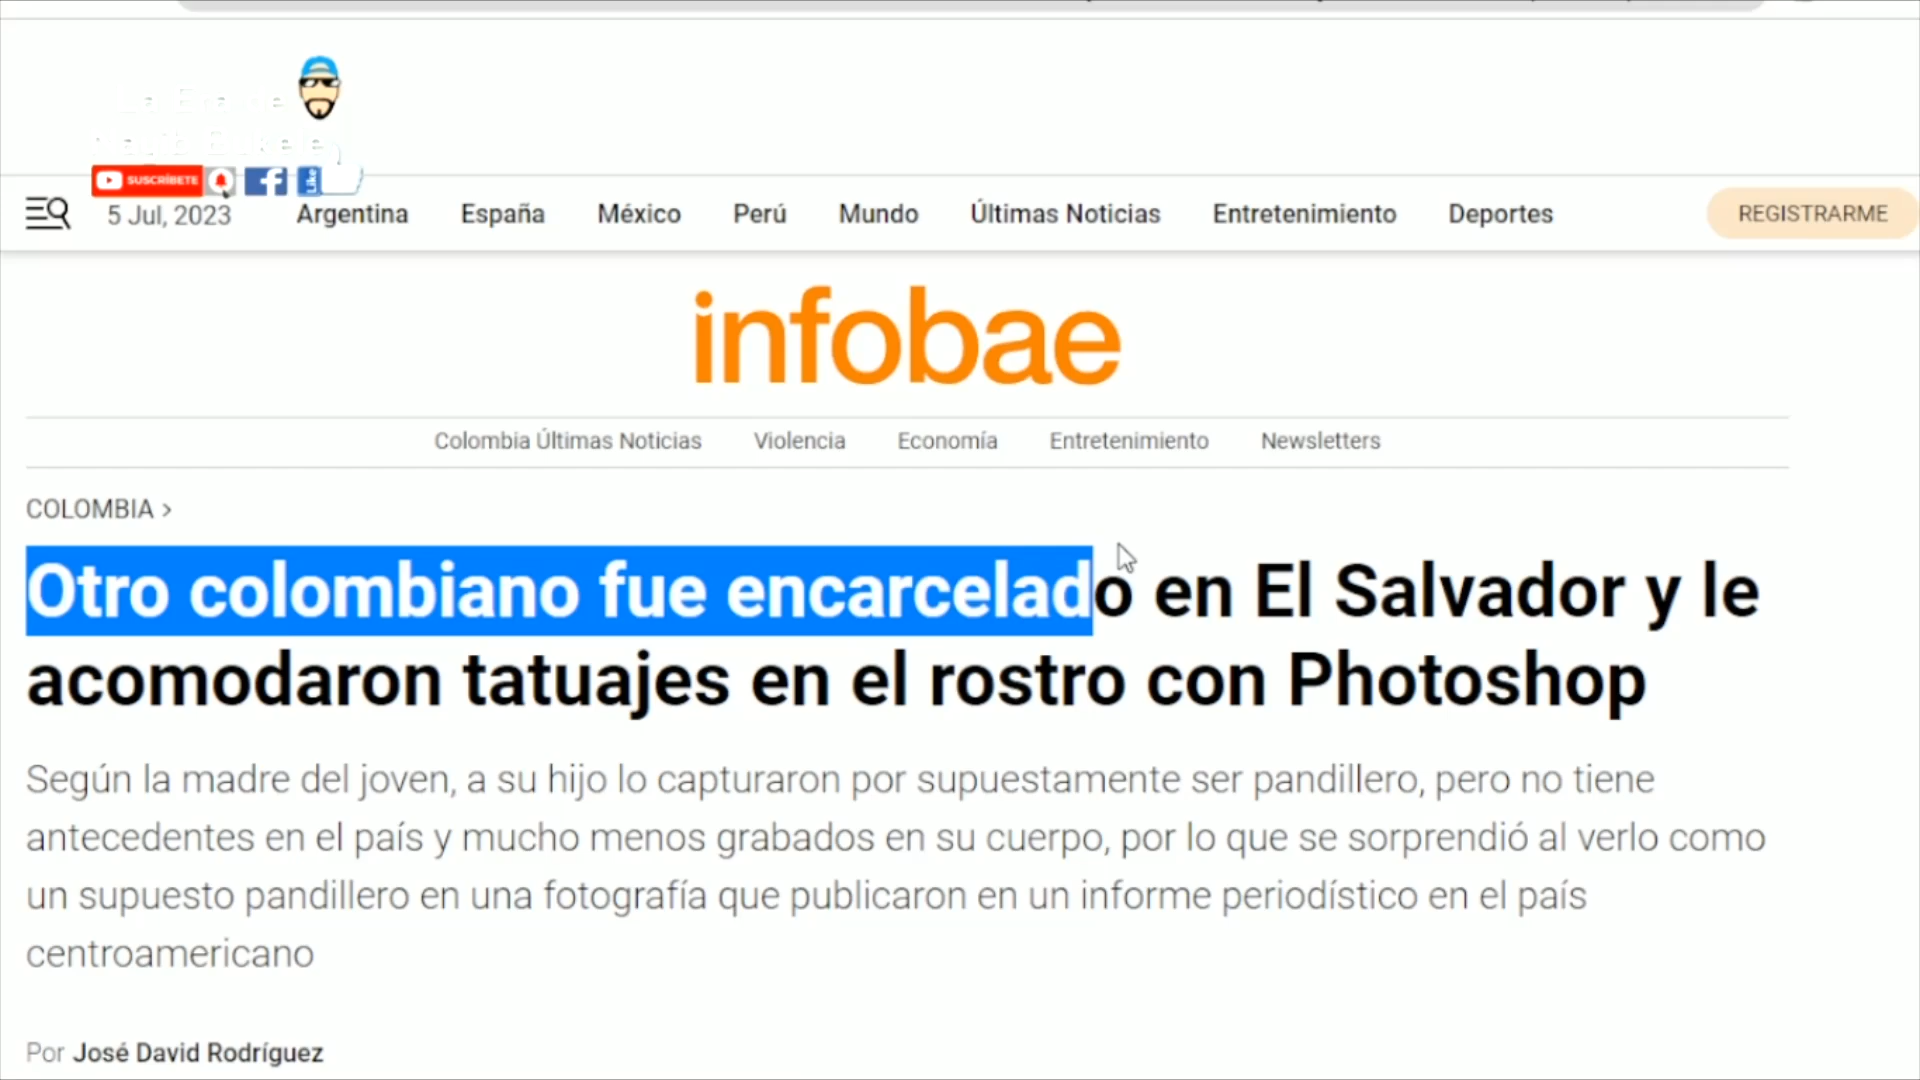 SUSCRÍBETE
Like
5 Jul, 2023
Argentina España México Perú Mundo Últimas Noticias Entretenimiento Deportes REGISTRARME
infobae
Colombia Últimas Noticias Violencia Economía Entretenimiento Newsletters
COLOMBIA >
Otro colombiano fue encarcelado en El Salvador y le
acomodaron tatuajes en el rostro con Photoshop
Según la madre del joven, a su hijo lo capturaron por supuestamente ser pandillero, pero no tiene
antecedentes en el país y mucho menos grabados en su cuerpo, por lo que se sorprendió al verlo como
un supuesto pandillero en una fotografía que publicaron en un informe periodístico en el país
centroamericano
Por José David Rodríguez